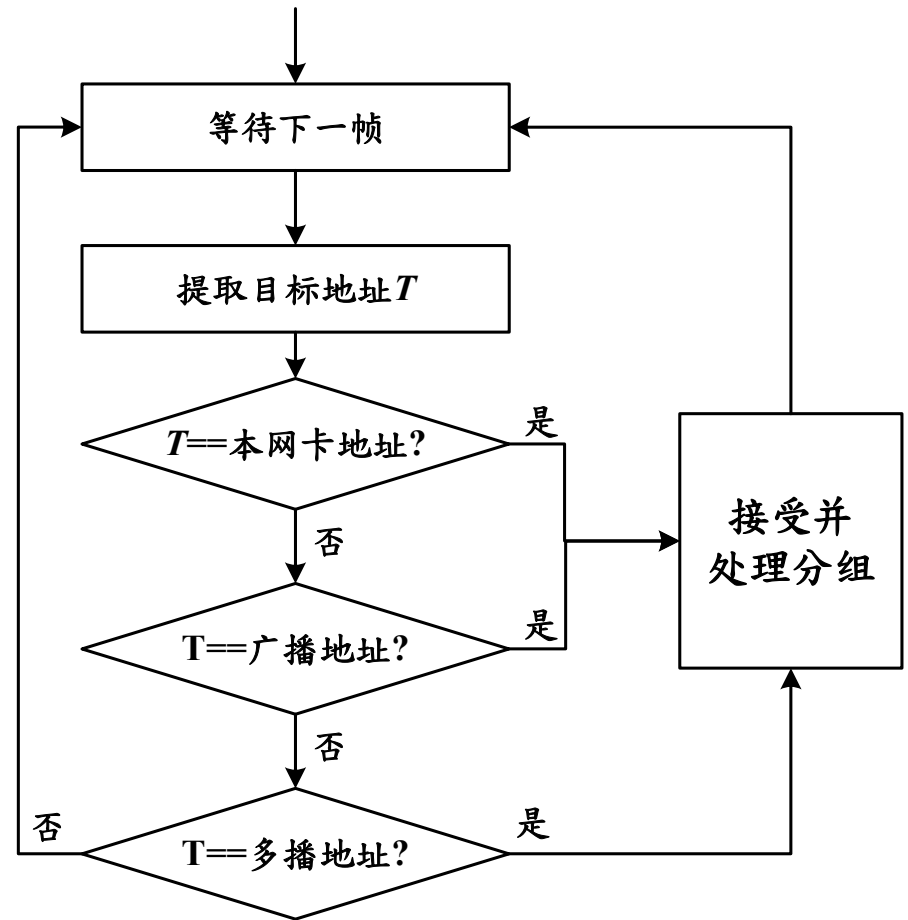 等待下一帧
提取目标地址T
T==本网卡地址?
是
否
接受并
处理分组
T==广播地址?
是
否
T==多播地址?
否
是